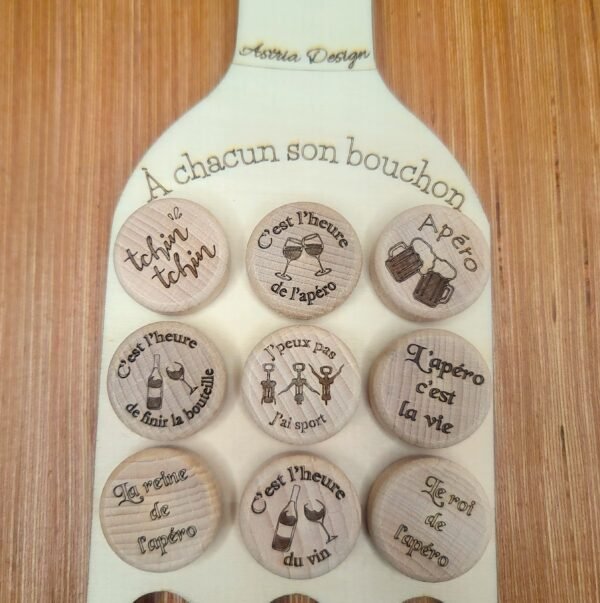 Astria Design
À chacun son bouchon
tchin
tchin
C'est l'heure
de l'apéro
Apéro
C'est l'heure
de finir la bouteille
J'peux pas
j'ai sport
L'apéro
c'est
la vie
La reine
de
l'apéro
C'est l'heure
du vin
Le roi
de
l'apéro